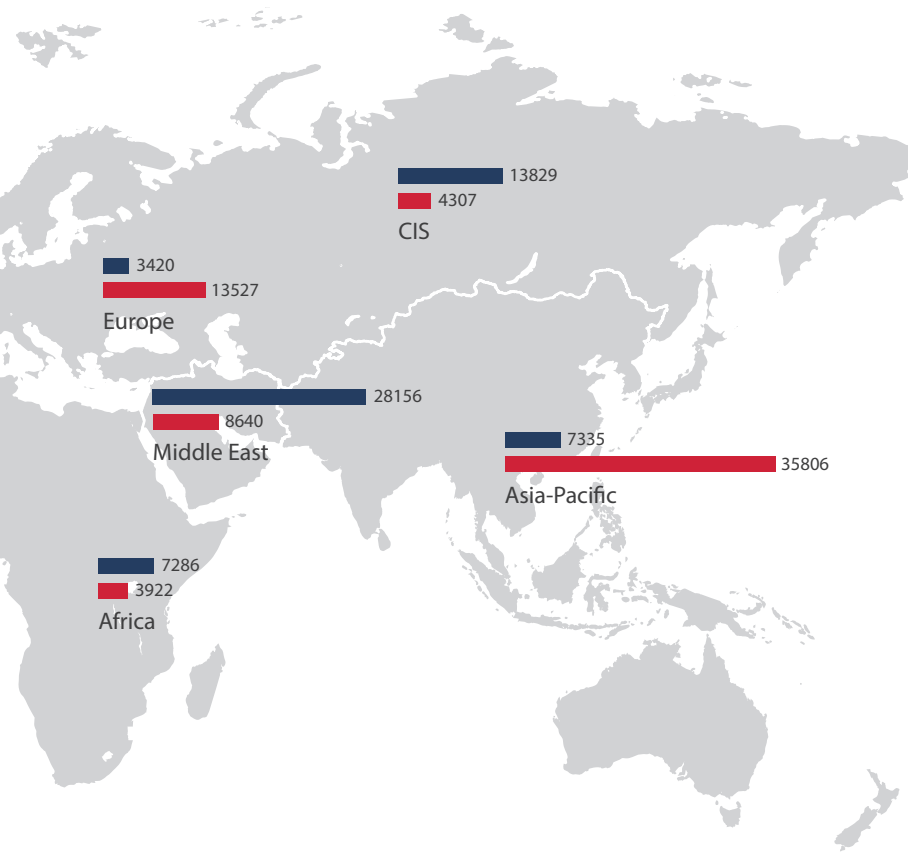 13829
4307
CIS
3420
13527
Europe
28156
8640
Middle East
7335
35806
Asia-Pacific
7286
3922
Africa